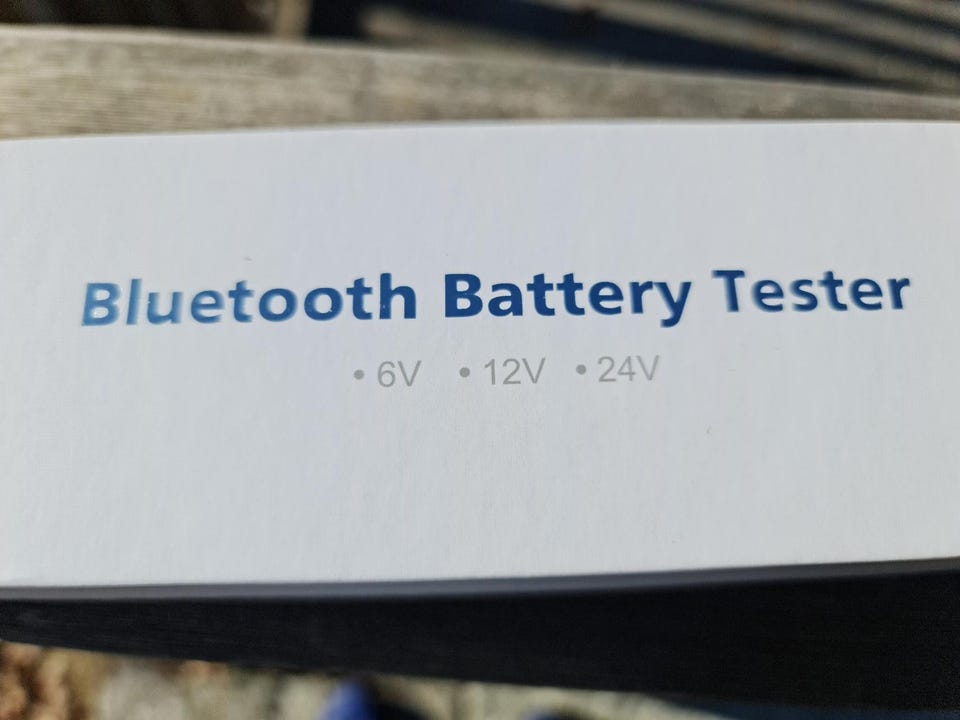 Bluetooth Battery Tester
• 6V • 12V • 24V